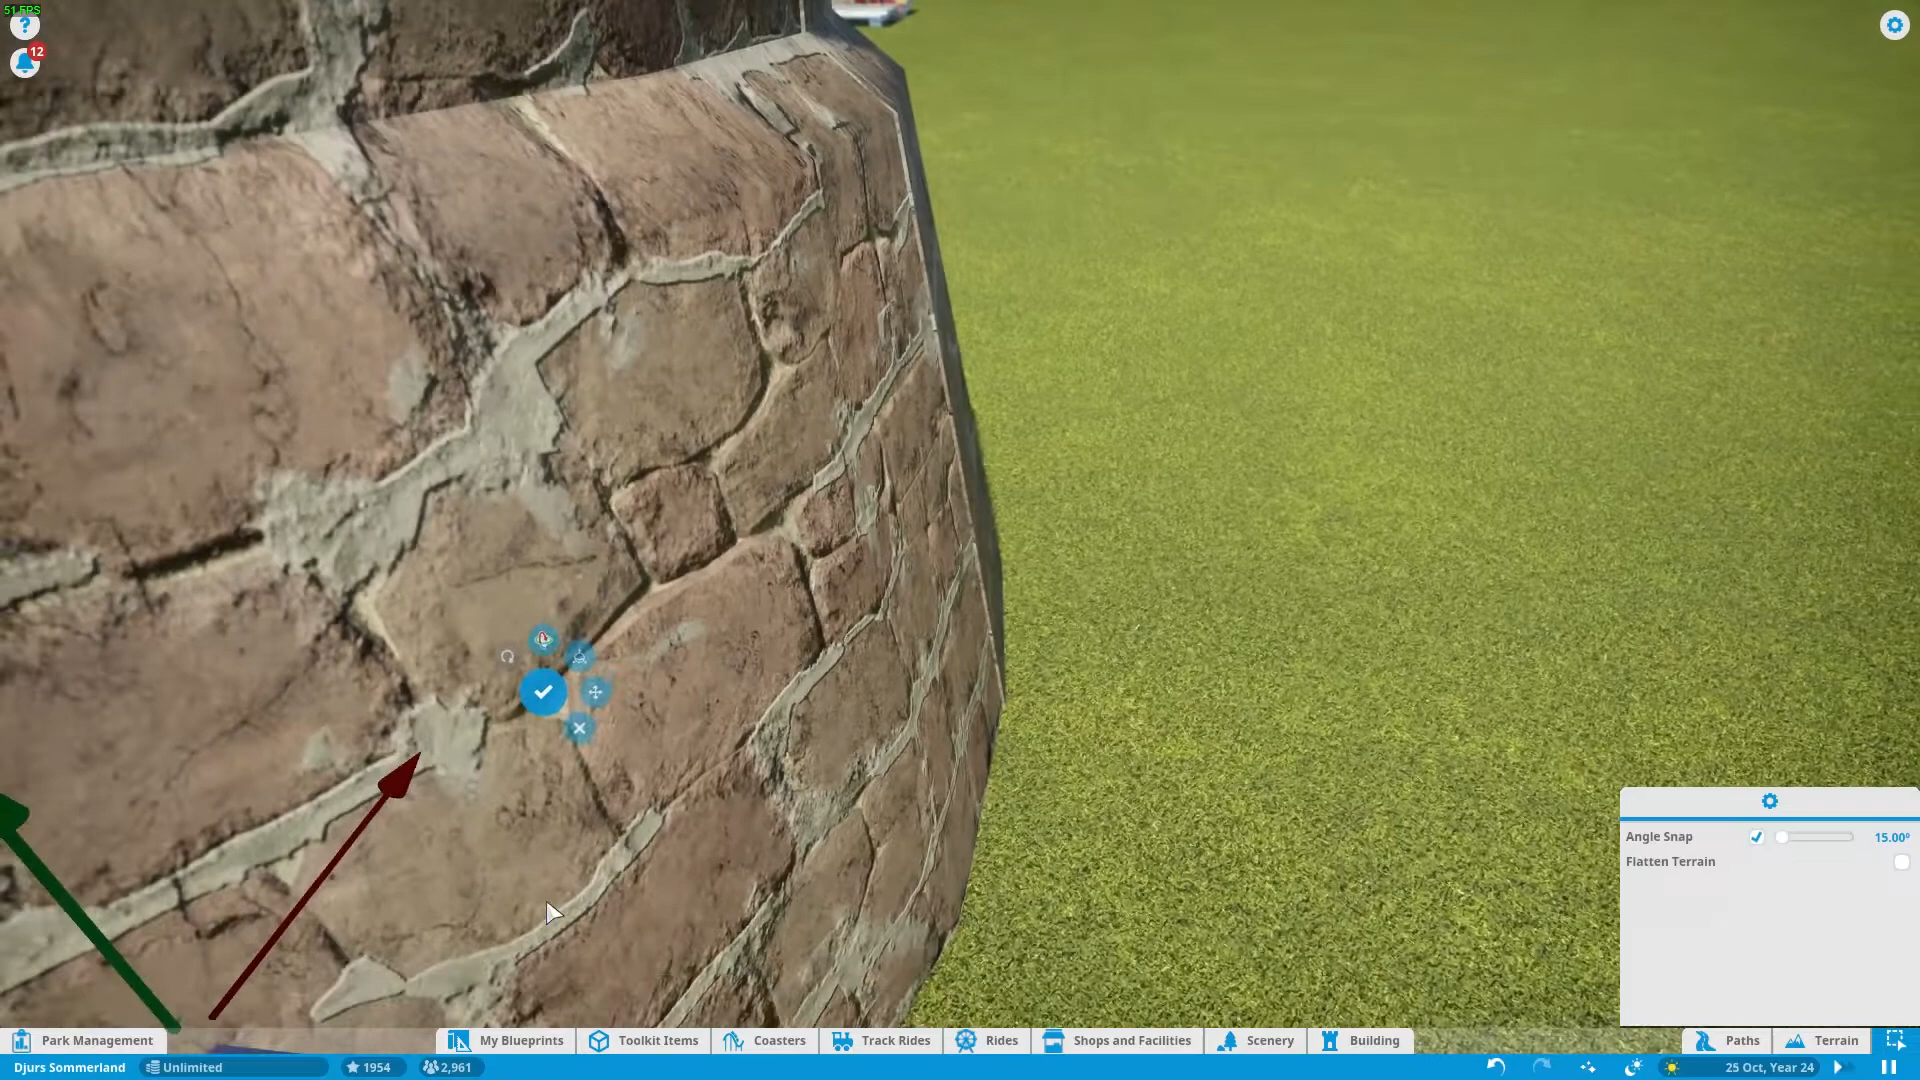 51 FPS
?
12
Angle Snap 15.00°
Flatten Terrain
Park Management My Blueprints Toolkit Items Coasters Track Rides Rides Shops and Facilities Scenery Building Paths Terrain
Djurs Sommerland Unlimited 1954 2,961 25 Oct, Year 24